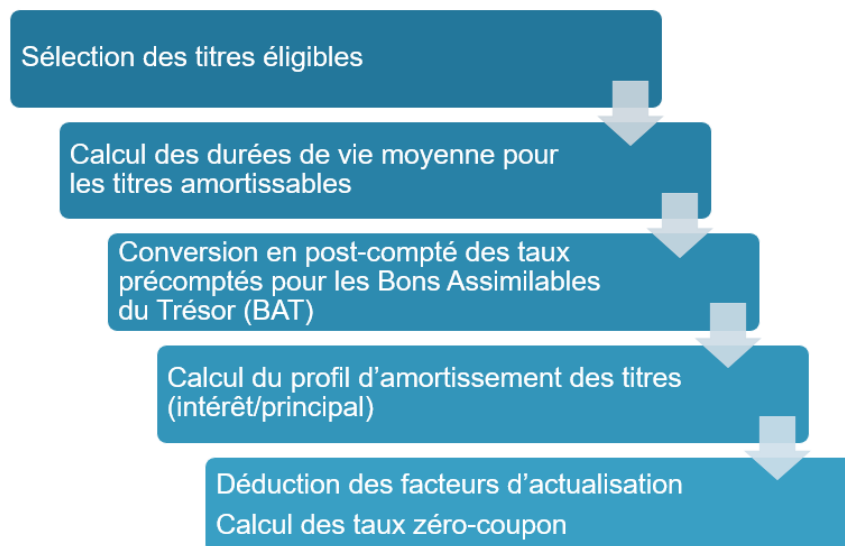 Sélection des titres éligibles
Calcul des durées de vie moyenne pour
les titres amortissables
Conversion en post-compté des taux
précomptés pour les Bons Assimilables
du Trésor (BAT)
Calcul du profil d'amortissement des titres
(intérêt/principal)
Déduction des facteurs d'actualisation
Calcul des taux zéro-coupon